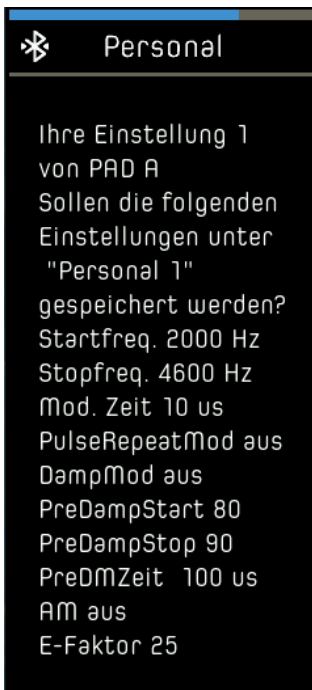 Personal
Ihre Einstellung 1
von PAD A
Sollen die folgenden
Einstellungen unter
"Personal 1"
gespeichert werden?
Startfreq. 2000 Hz
Stopfreq. 4600 Hz
Mod. Zeit 10 us
PulseRepeatMod aus
DampMod aus
PreDampStart 80
PreDampStop 90
PreDMZeit 100 us
AM aus
E-Faktor 25